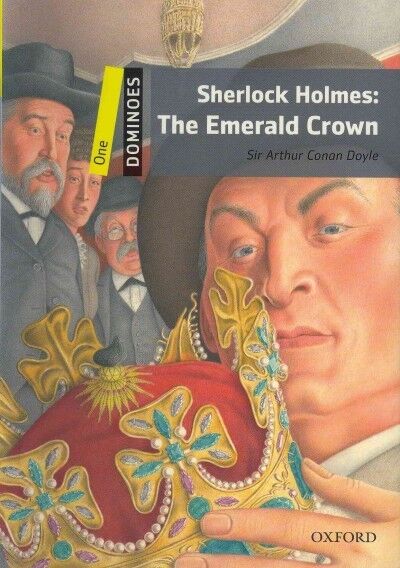 One
DOMINOES
Sherlock Holmes:
The Emerald Crown
Sir Arthur Conan Doyle
OXFORD